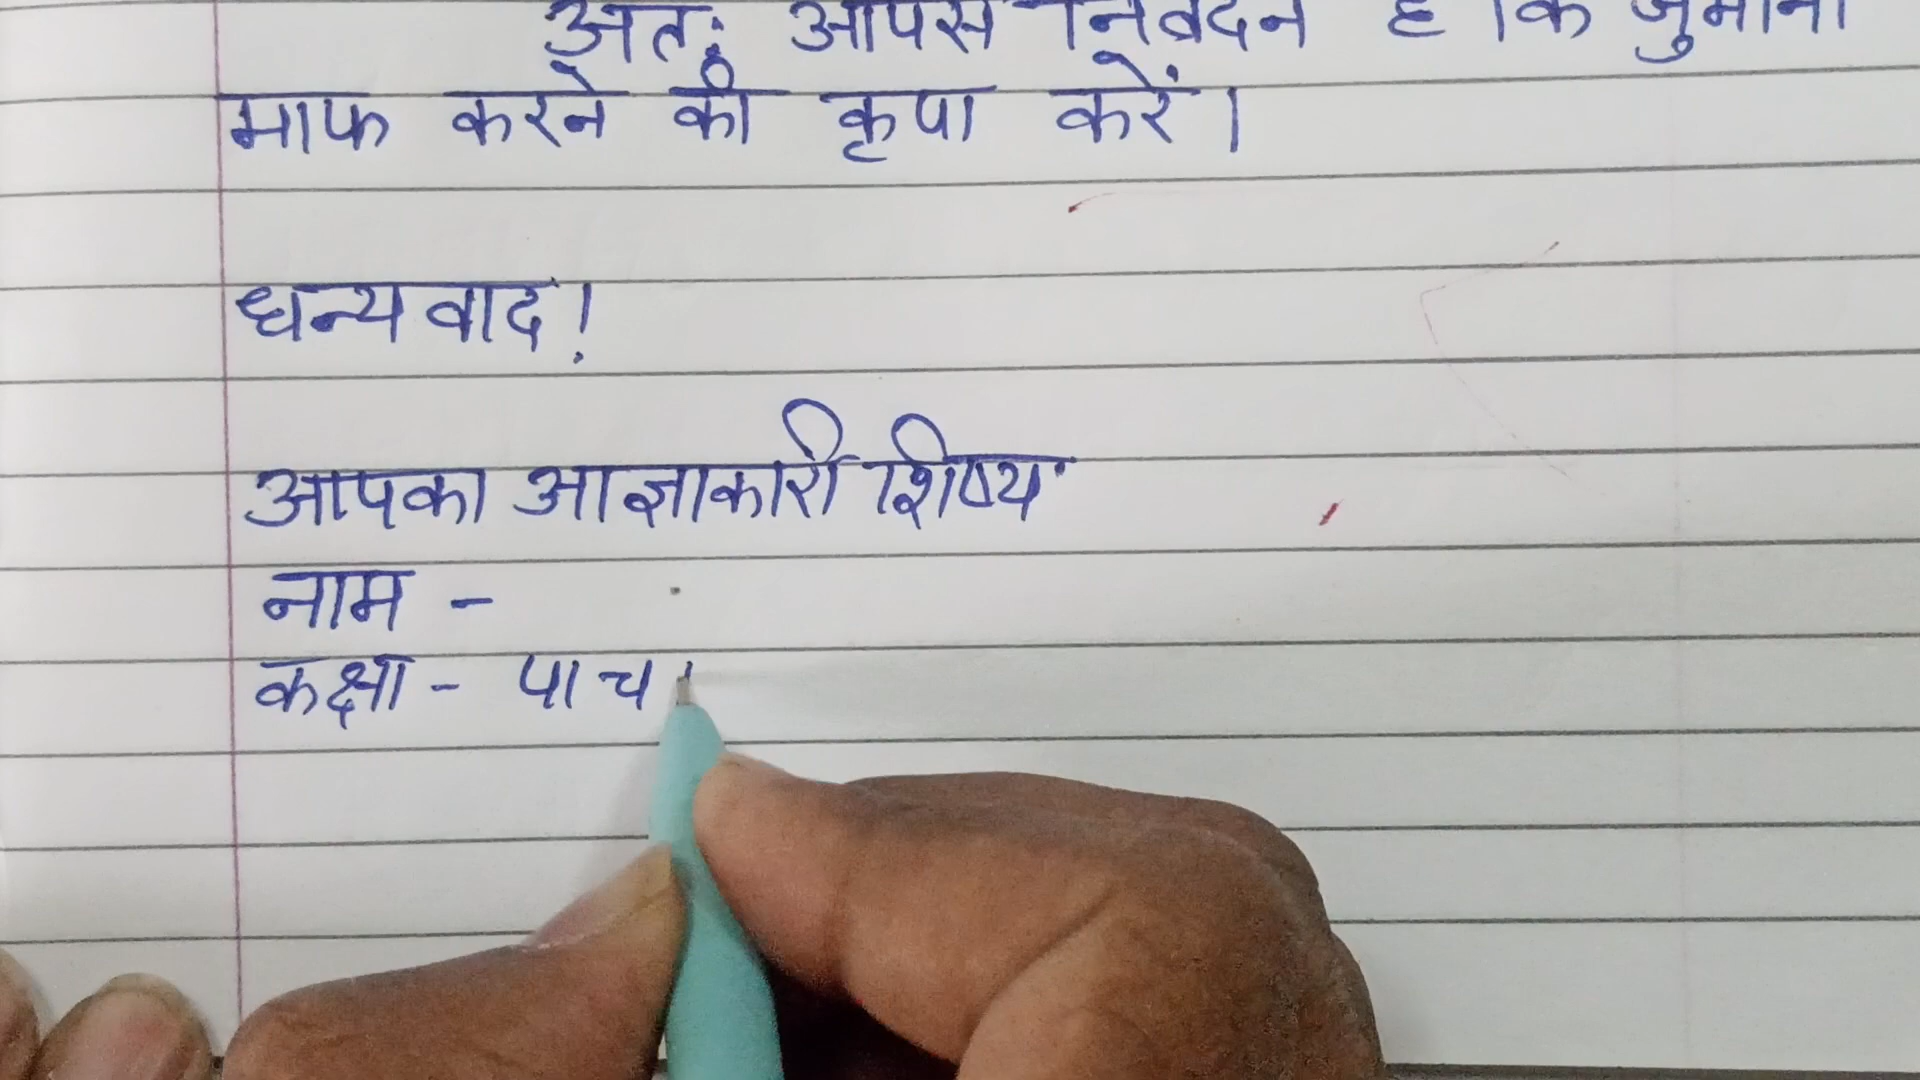 अतः आपसे निवेदन है कि जुर्माना
माफ करने की कृपा करें।
धन्यवाद!
आपका आज्ञाकारी शिष्य
नाम -
कक्षा - पाच